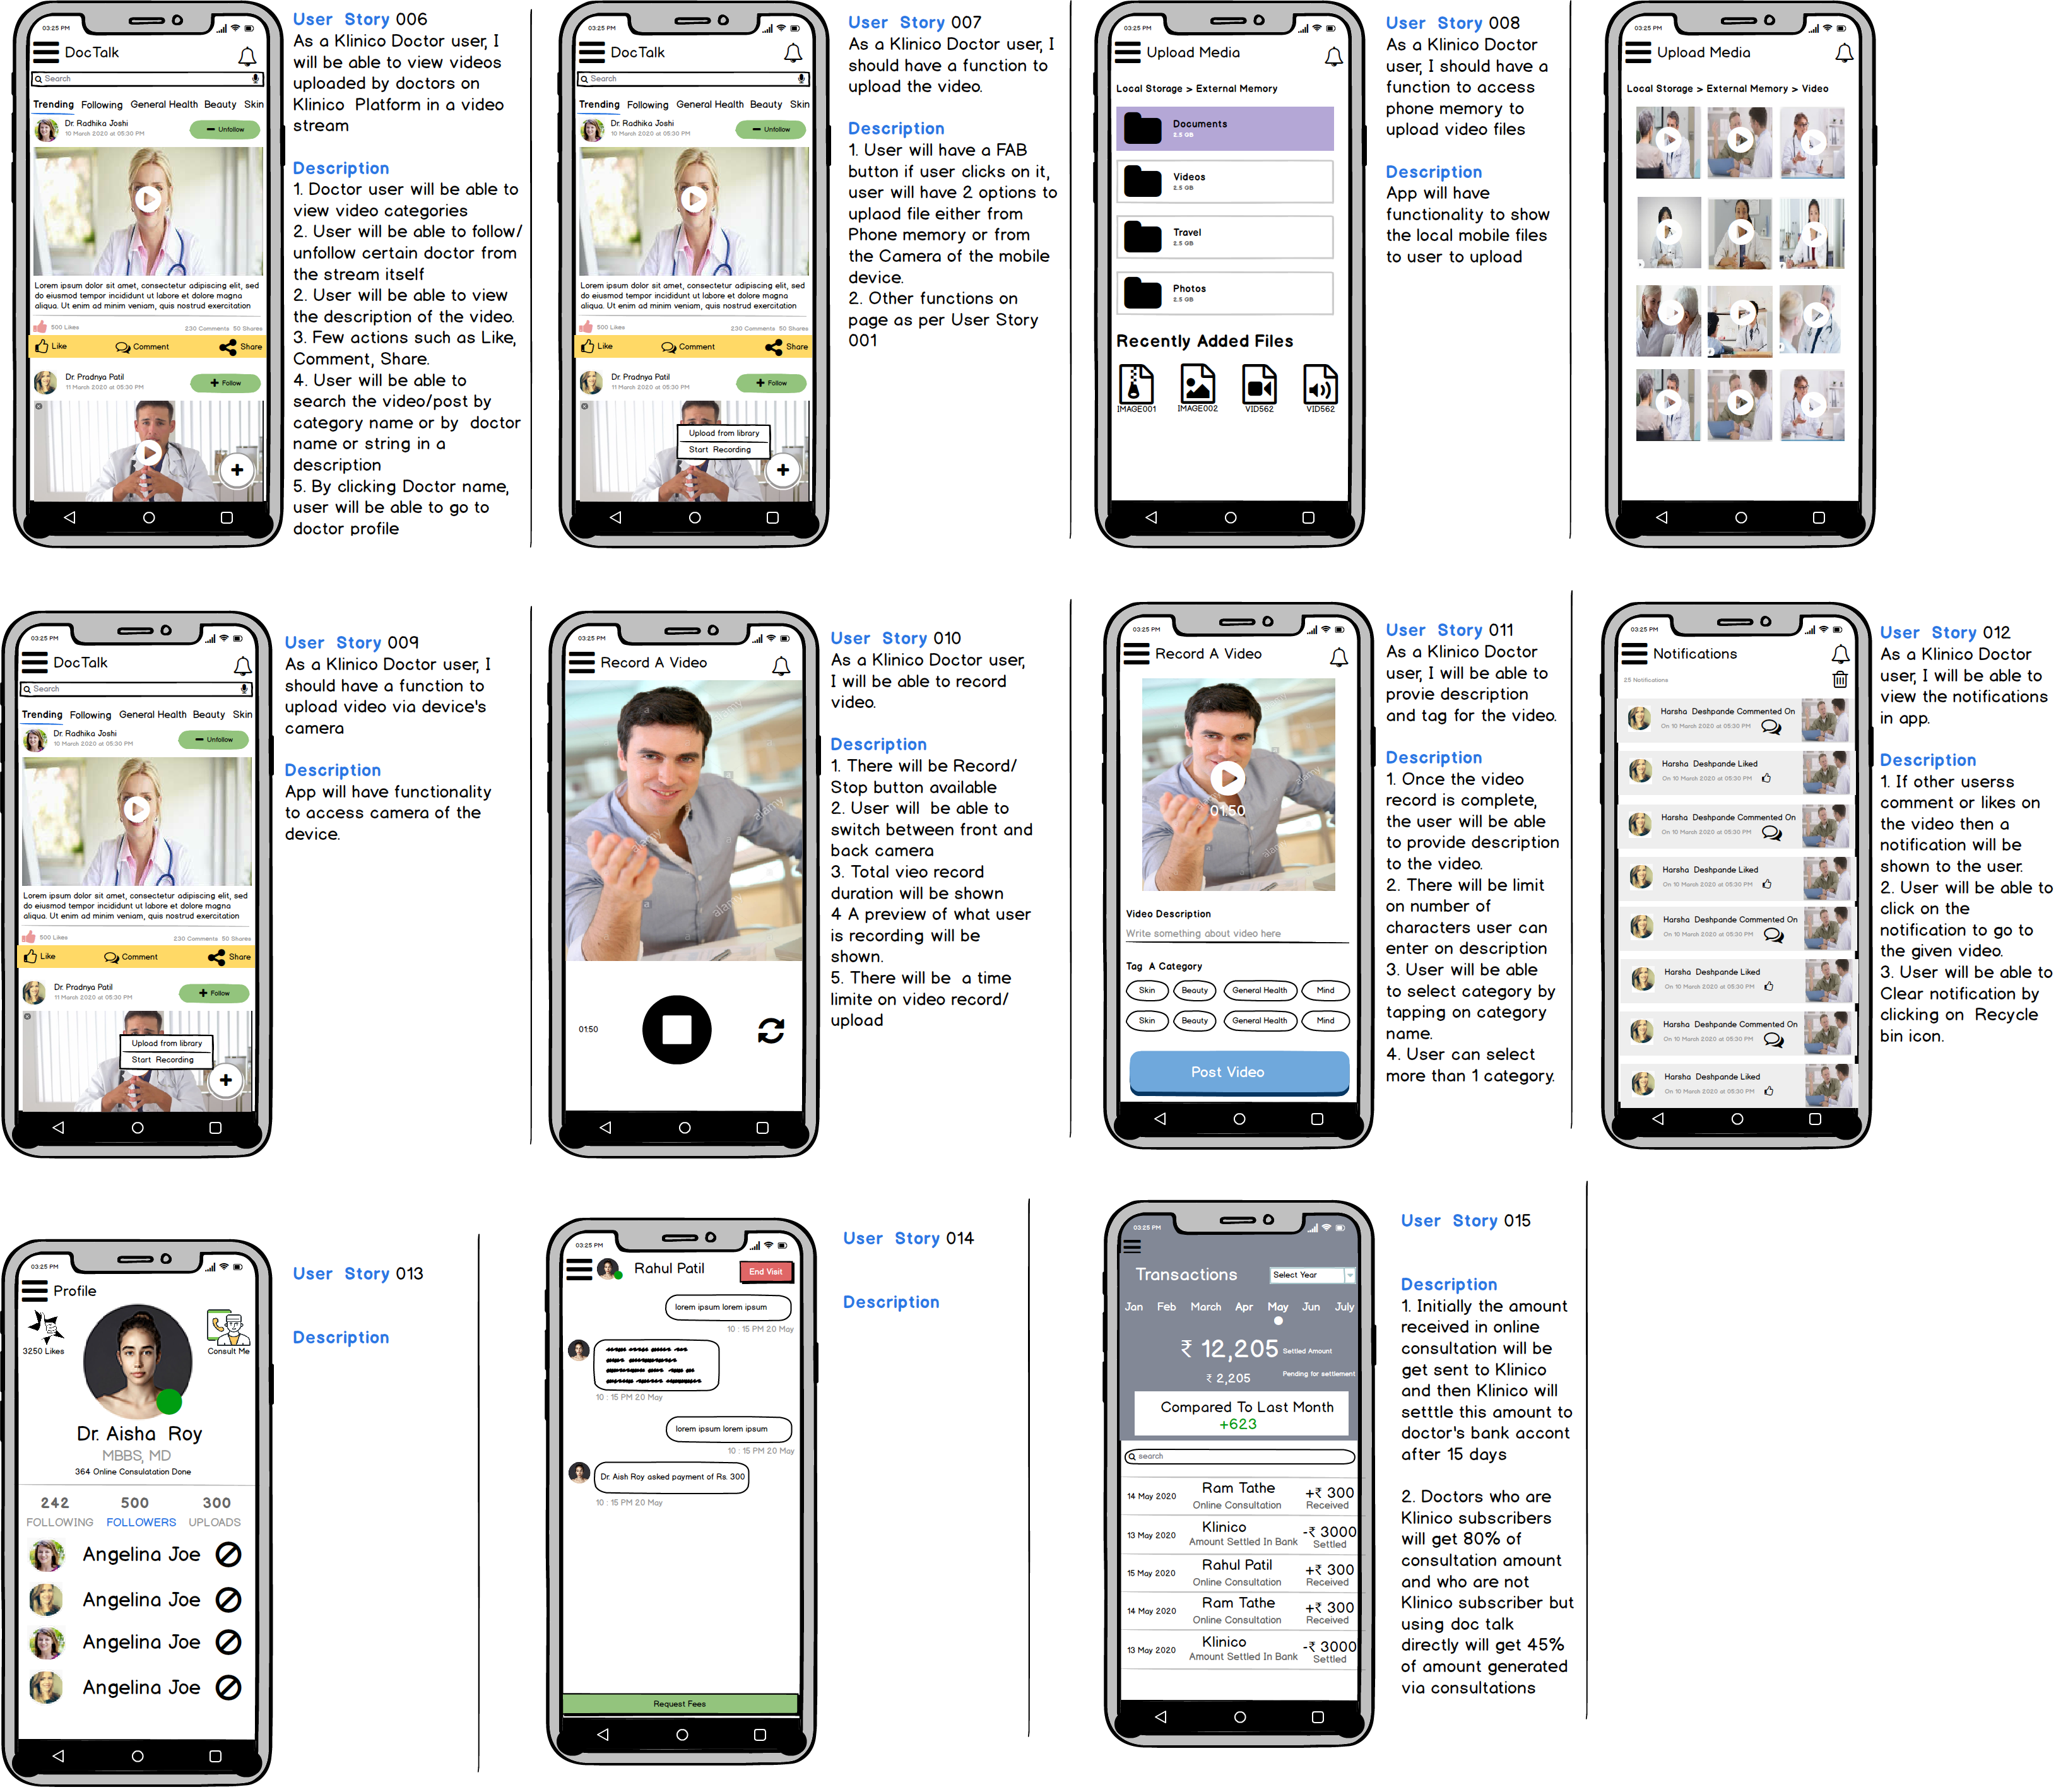 03:25 PM
DocTalk
Search
Trending Following General Health Beauty Skin
Dr. Radhika Joshi
10 March 2020 at 05:30 PM
Unfollow
Lorem ipsum dolor sit amet, consectetur adipiscing elit, sed
do eiusmod tempor incididunt ut labore et dolore magna
aliqua. Ut enim ad minim veniam, quis nostrud exercitation
500 Likes
230 Comments 50 Shares
Like Comment Share
Dr. Pradnya Patil
11 March 2020 at 05:30 PM
Follow
User Story 006
As a Klinico Doctor user, I
will be able to view videos
uploaded by doctors on
Klinico Platform in a video
stream
Description
1. Doctor user will be able to
view video categories
2. User will be able to follow/
unfollow certain doctor from
the stream itself
2. User will be able to view
the description of the video.
3. Few actions such as Like,
Comment, Share.
4. User will be able to
search the video/post by
category name or by doctor
name or string in a
description
5. By clicking Doctor name,
user will be able to go to
doctor profile
03:25 PM
DocTalk
Search
Trending Following General Health Beauty Skin
Dr. Radhika Joshi
10 March 2020 at 05:30 PM
Unfollow
Lorem ipsum dolor sit amet, consectetur adipiscing elit, sed
do eiusmod tempor incididunt ut labore et dolore magna
aliqua. Ut enim ad minim veniam, quis nostrud exercitation
500 Likes
230 Comments 50 Shares
Like Comment Share
Dr. Pradnya Patil
11 March 2020 at 05:30 PM
Follow
Upload from library
Start Recording
User Story 007
As a Klinico Doctor user, I
should have a function to
upload the video.
Description
1. User will have a FAB
button if user clicks on it,
user will have 2 options to
uplaod file either from
Phone memory or from
the Camera of the mobile
device.
2. Other functions on
page as per User Story
001
03:25 PM
Upload Media
Local Storage > External Memory
Documents
2.5 GB
Videos
2.5 GB
Travel
2.5 GB
Photos
2.5 GB
Recently Added Files
IMAGE001 IMAGE002 VID562 VID562
User Story 008
As a Klinico Doctor
user, I should have a
function to access
phone memory to
upload video files
Description
App will have
functionality to show
the local mobile files
to user to upload
03:25 PM
Upload Media
Local Storage > External Memory > Video
03:25 PM
DocTalk
Search
Trending Following General Health Beauty Skin
Dr. Radhika Joshi
10 March 2020 at 05:30 PM
Unfollow
Lorem ipsum dolor sit amet, consectetur adipiscing elit, sed
do eiusmod tempor incididunt ut labore et dolore magna
aliqua. Ut enim ad minim veniam, quis nostrud exercitation
500 Likes
230 Comments 50 Shares
Like Comment Share
Dr. Pradnya Patil
11 March 2020 at 05:30 PM
Follow
Upload from library
Start Recording
User Story 009
As a Klinico Doctor user, I
should have a function to
upload video via device's
camera
Description
App will have functionality
to access camera of the
device.
03:25 PM
Record A Video
alamy
alamy
alamy
alamy
01:50
User Story 010
As a Klinico Doctor user,
I will be able to record
video.
Description
1. There will be Record/
Stop button available
2. User will be able to
switch between front and
back camera
3. Total vieo record
duration will be shown
4 A preview of what user
is recording will be
shown.
5. There will be a time
limite on video record/
upload
03:25 PM
Record A Video
01:50
Video Description
Write something about video here
Tag A Category
Skin Beauty General Health Mind
Skin Beauty General Health Mind
Post Video
User Story 011
As a Klinico Doctor
user, I will be able to
provie description
and tag for the video.
Description
1. Once the video
record is complete,
the user will be able
to provide description
to the video.
2. There will be limit
on number of
characters user can
enter on description
3. User will be able
to select category by
tapping on category
name.
4. User can select
more than 1 category.
03:25 PM
Notifications
25 Notifications
Harsha Deshpande Commented On
On 10 March 2020 at 05:30 PM
Harsha Deshpande Liked
On 10 March 2020 at 05:30 PM
Harsha Deshpande Commented On
On 10 March 2020 at 05:30 PM
Harsha Deshpande Liked
On 10 March 2020 at 05:30 PM
Harsha Deshpande Commented On
On 10 March 2020 at 05:30 PM
Harsha Deshpande Liked
On 10 March 2020 at 05:30 PM
Harsha Deshpande Commented On
On 10 March 2020 at 05:30 PM
Harsha Deshpande Liked
On 10 March 2020 at 05:30 PM
User Story 012
As a Klinico Doctor
user, I will be able to
view the notifications
in app.
Description
1. If other userss
comment or likes on
the video then a
notification will be
shown to the user.
2. User will be able to
click on the
notification to go to
the given video.
3. User will be able to
Clear notification by
clicking on Recycle
bin icon.
03:25 PM
Profile
3250 Likes
Consult Me
Dr. Aisha Roy
MBBS, MD
364 Online Consulatation Done
242 500 300
FOLLOWING FOLLOWERS UPLOADS
Angelina Joe
Angelina Joe
Angelina Joe
Angelina Joe
User Story 013
Description
03:25 PM
Rahul Patil
End Visit
lorem ipsum lorem ipsum
10 : 15 PM 20 May
10 : 15 PM 20 May
lorem ipsum lorem ipsum
10 : 15 PM 20 May
Dr. Aish Roy asked payment of Rs. 300
10 : 15 PM 20 May
Request Fees
User Story 014
Description
03:25 PM
Transactions
Select Year
Jan Feb March Apr May Jun July
₹ 12,205 Settled Amount
₹ 2,205 Pending for settlement
Compared To Last Month
+623
search
14 May 2020 Ram Tathe +₹ 300
Online Consultation Received
13 May 2020 Klinico -₹ 3000
Amount Settled In Bank Settled
15 May 2020 Rahul Patil +₹ 300
Online Consultation Received
14 May 2020 Ram Tathe +₹ 300
Online Consultation Received
13 May 2020 Klinico -₹ 3000
Amount Settled In Bank Settled
User Story 015
Description
1. Initially the amount
received in online
consultation will be
get sent to Klinico
and then Klinico will
setttle this amount to
doctor's bank accont
after 15 days
2. Doctors who are
Klinico subscribers
will get 80% of
consultation amount
and who are not
Klinico subscriber but
using doc talk
directly will get 45%
of amount generated
via consultations